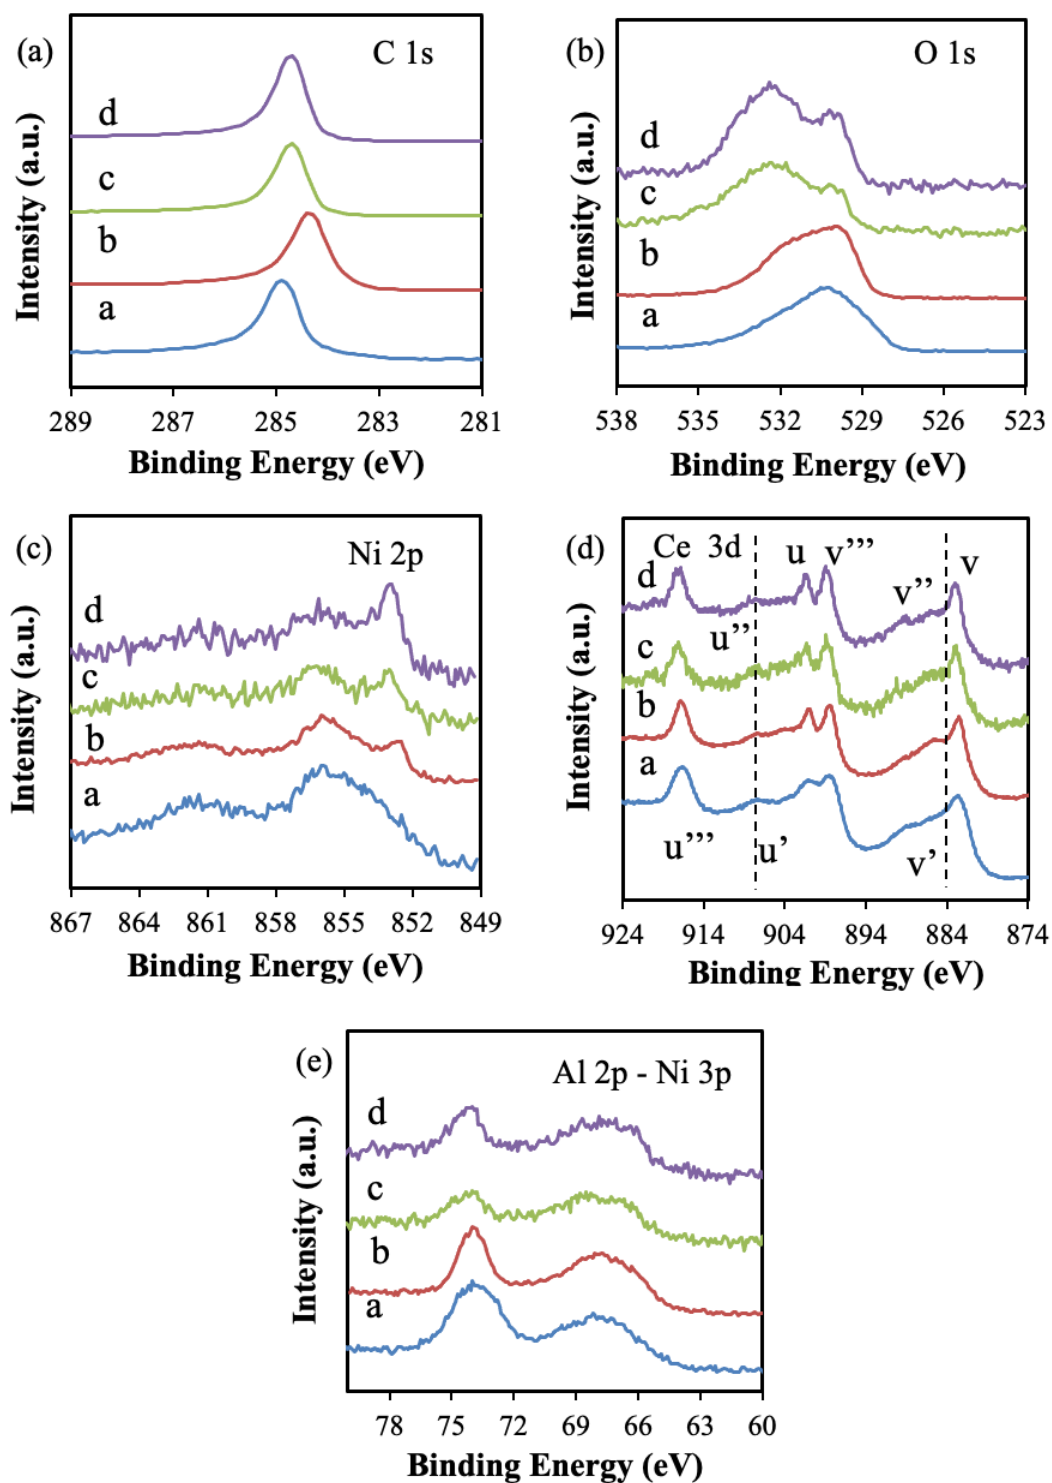 (a)
C 1s
d
c
b
a
Intensity (a.u.)
289 287 285 283 281
Binding Energy (eV)
(b)
O 1s
d
c
b
a
Intensity (a.u.)
538 535 532 529 526 523
Binding Energy (eV)
(c)
Ni 2p
d
c
b
a
Intensity (a.u.)
867 864 861 858 855 852 849
Binding Energy (eV)
(d)
Ce 3d u v’’’
d v’’ v
c u’’
b
a
u’’’ u’ v’
Intensity (a.u.)
924 914 904 894 884 874
Binding Energy (eV)
(e)
Al 2p - Ni 3p
d
c
b
a
Intensity (a.u.)
78 75 72 69 66 63 60
Binding Energy (eV)